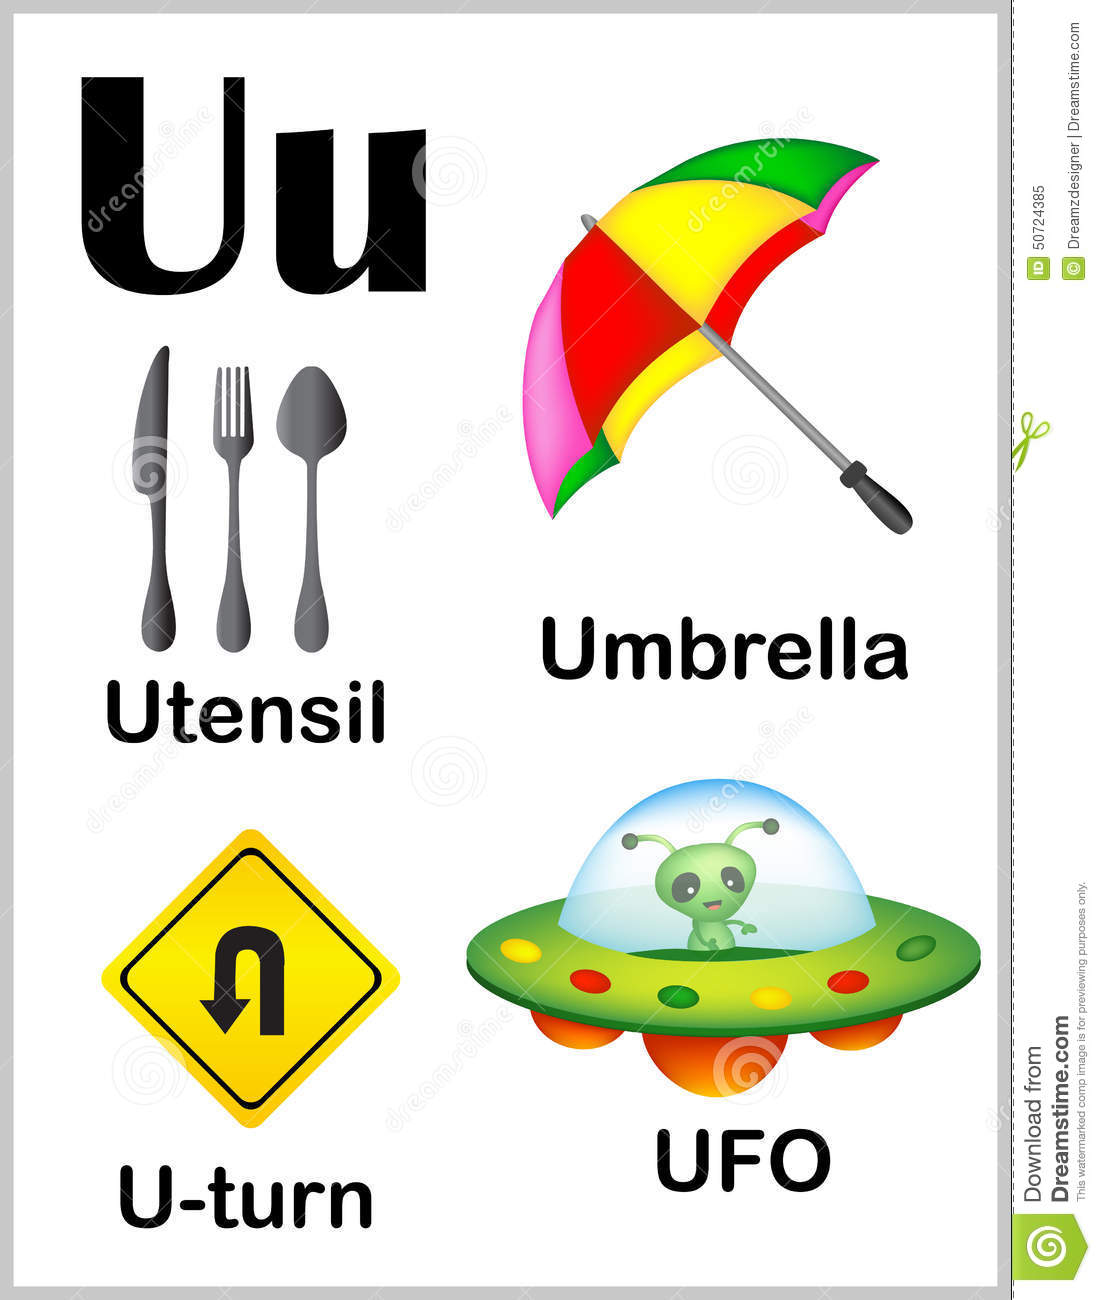 Uu
Utensil
Umbrella
U-turn
UFO
dreamstime
ID 50724385
© Dreamzdesigner | Dreamstime.com
Download from
Dreamstime.com
This watermarked comp image is for previewing purposes only.